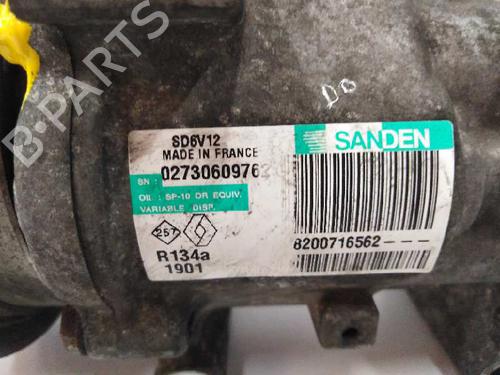 B-PARTS
DO
SD6V12
MADE IN FRANCE
SN : 0273060976
OIL : SP-10 OR EQUIV.
VARIABLE DISP.
257
R134a
1901
SANDEN
8200716562---